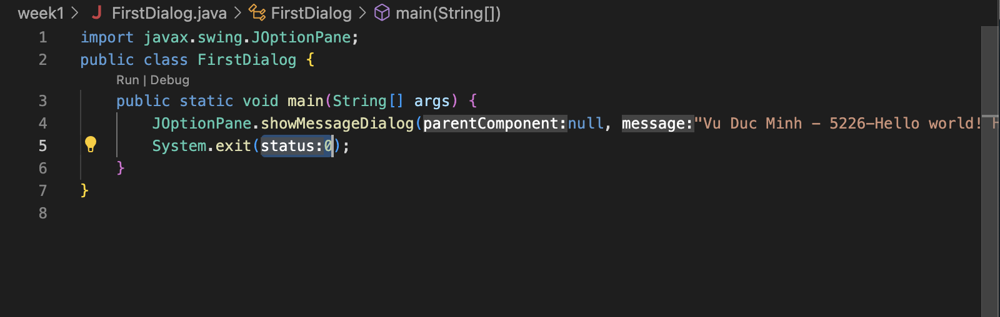 week1 > J FirstDialog.java > FirstDialog > main(String[])
1 import javax.swing.JOptionPane;
2 public class FirstDialog {
Run | Debug
3 public static void main(String[] args) {
4 JOptionPane.showMessageDialog(parentComponent:null, message:"Vu Duc Minh - 5226-Hello world!
5 System.exit(status:0);
6 }
7 }
8